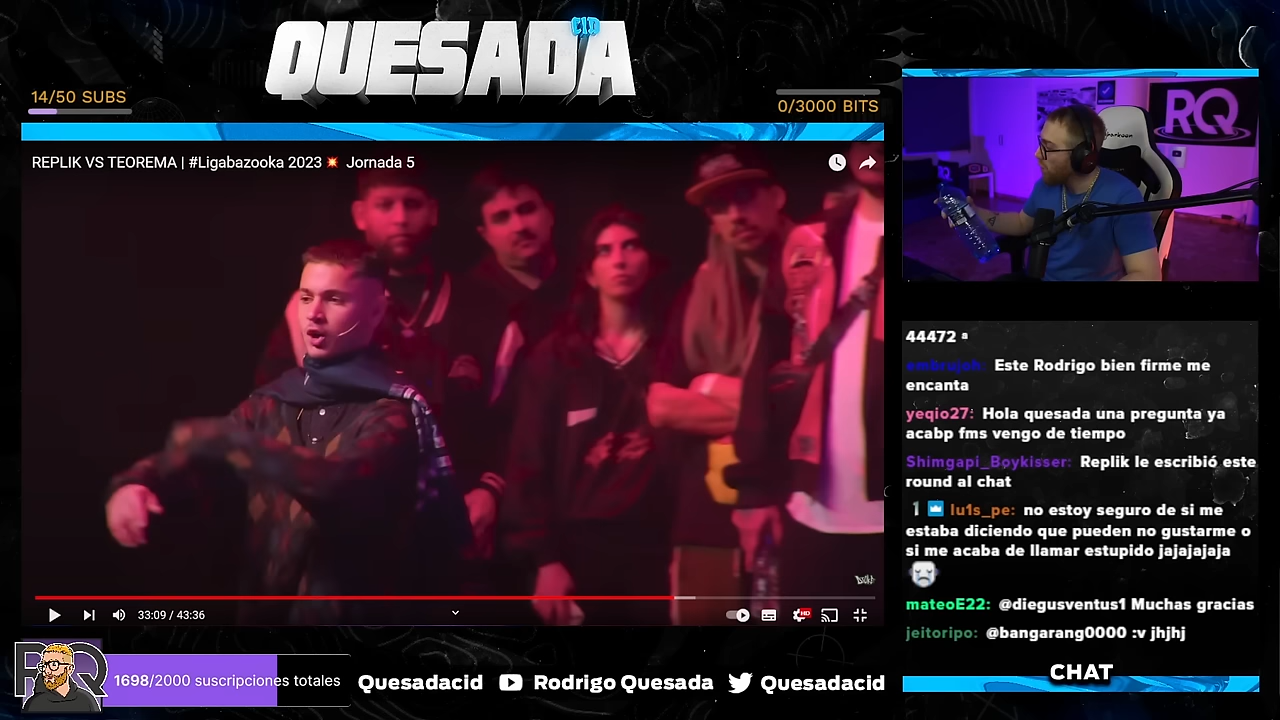 QUESADA
CID
14/50 SUBS
0/3000 BITS
REPLIK VS TEOREMA | #Ligabazooka 2023💥 Jornada 5
RQ
44472
Este Rodrigo bien firme me
encanta
yeqio27: Hola quesada una pregunta ya
acabp fms vengo de tiempo
Shimgapi_Boykisser: Replik le escribió este
round al chat
1 lu1s_pe: no estoy seguro de si me
estaba diciendo que pueden no gustarme o
si me acaba de llamar estupido jajajajaja
mateoE22: @diegusventus1 Muchas gracias
jeitoripo: @bangarang0000 :v jhjhj
33:09 / 43:36
HD
RQ
1698/2000 suscripciones totales
Quesadacid
Rodrigo Quesada
Quesadacid
CHAT